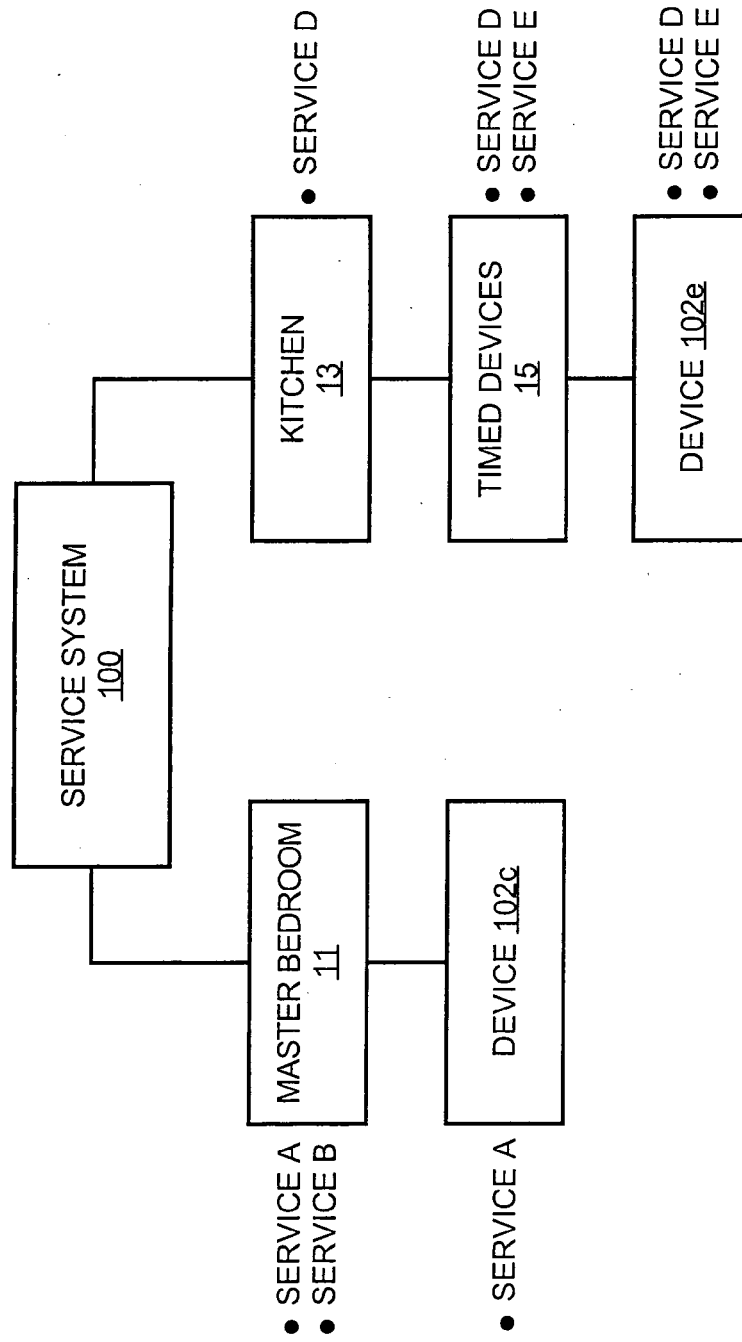 SERVICE SYSTEM
100
● SERVICE A
● SERVICE B
MASTER BEDROOM
11
KITCHEN
13
● SERVICE D
● SERVICE A
DEVICE 102c
TIMED DEVICES
15
● SERVICE D
● SERVICE E
DEVICE 102e
● SERVICE D
● SERVICE E